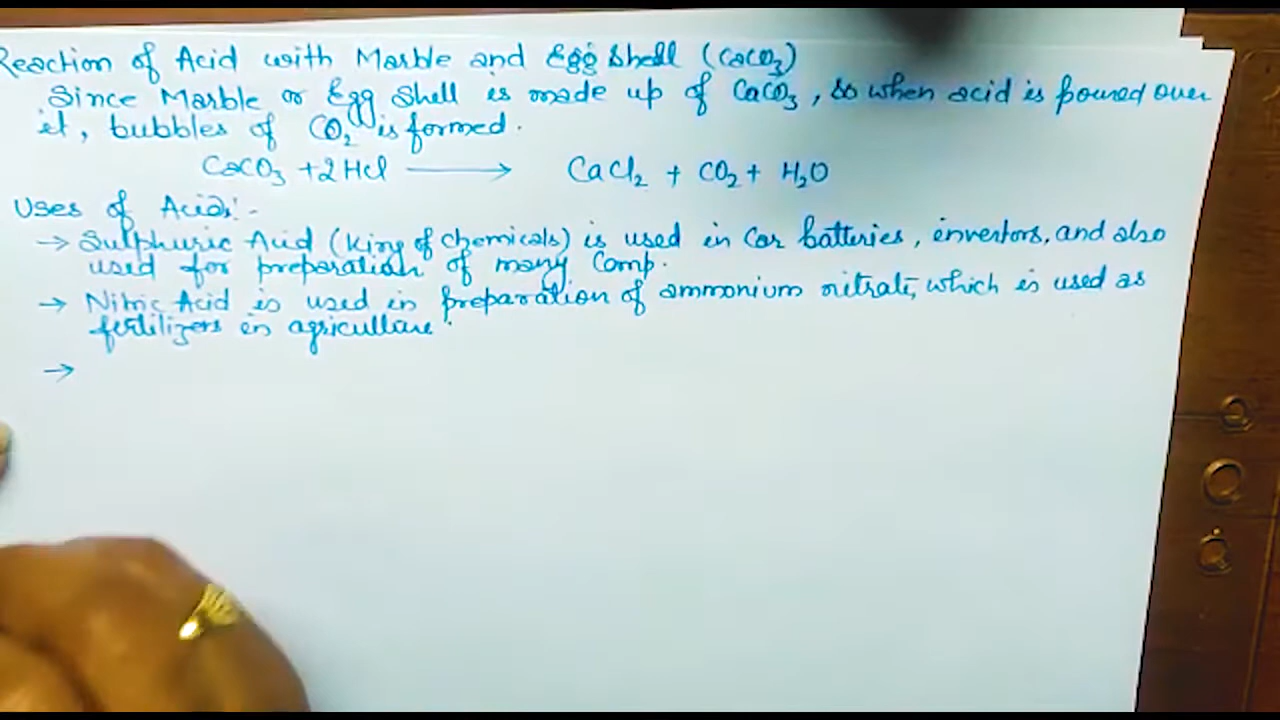 Reaction of Acid with Marble and Egg Shell (CaCO₃)
Since Marble or Egg Shell is made up of CaCO₃, so when acid is poured over
it, bubbles of CO₂ is formed.
CaCO₃ + 2HCl ⟶ CaCl₂ + CO₂ + H₂O
Uses of Acids:-
→ Sulphuric Acid (King of chemicals) is used in Car batteries, invertors, and also
used for preparation of many Comp.
→ Nitric Acid is used in preparation of ammonium nitrate, which is used as
fertilizers in agriculture.
→